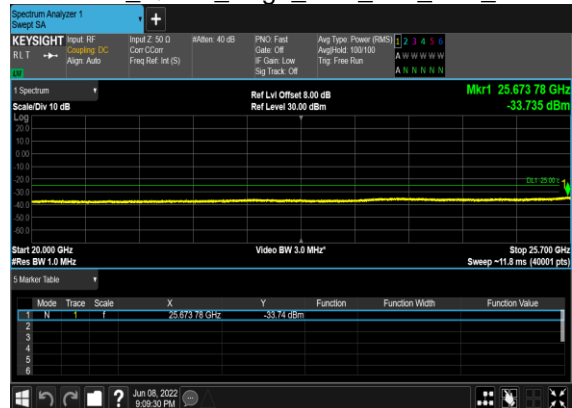 Spectrum Analyzer 1
Swept SA
+
KEYSIGHT Input: RF Input Z: 50 Ω #Atten: 40 dB PNO: Fast Avg Type: Power (RMS) 1 2 3 4 5 6
RLT Coupling: DC Corr CCorr Gate: Off Avg|Hold: 100/100 A W W W W W
Align: Auto Freq Ref: Int (S) IF Gain: Low Trig: Free Run
Sig Track: Off A N N N N N
1 Spectrum
Scale/Div 10 dB
Ref Lvl Offset 8.00 dB
Ref Level 30.00 dBm
Mkr1 25.673 78 GHz
-33.735 dBm
Log
20.0
10.0
0.00
-10.0
-20.0
-30.0
-40.0
-50.0
-60.0
1
Start 20.000 GHz Video BW 3.0 MHz* Stop 25.700 GHz
#Res BW 1.0 MHz Sweep ~11.8 ms (40001 pts)
5 Marker Table
Mode Trace Scale X Y Function Function Width Function Value
1 N 1 f 25.673 78 GHz -33.74 dBm
2
3
4
5
6
? Jun 08, 2022
9:09:30 PM